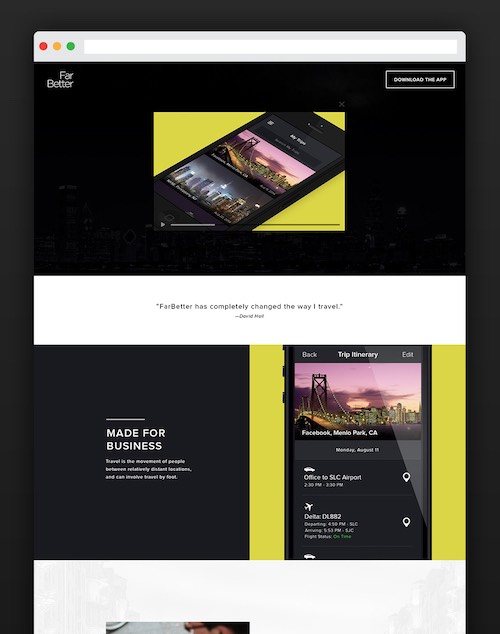 Far
Better
DOWNLOAD THE APP
My Trips
"FarBetter has completely changed the way I travel."
—David Hall
MADE FOR
BUSINESS
Travel is the movement of people
between relatively distant locations,
and can involve travel by foot.
Back Trip Itinerary Edit
Facebook, Menlo Park, CA
Monday, August 11
Office to SLC Airport
2:30 PM - 3:30 PM
Delta: DL882
Departing: 4:50 PM - SLC
Arriving: 5:53 PM - SJC
Flight Status: On Time